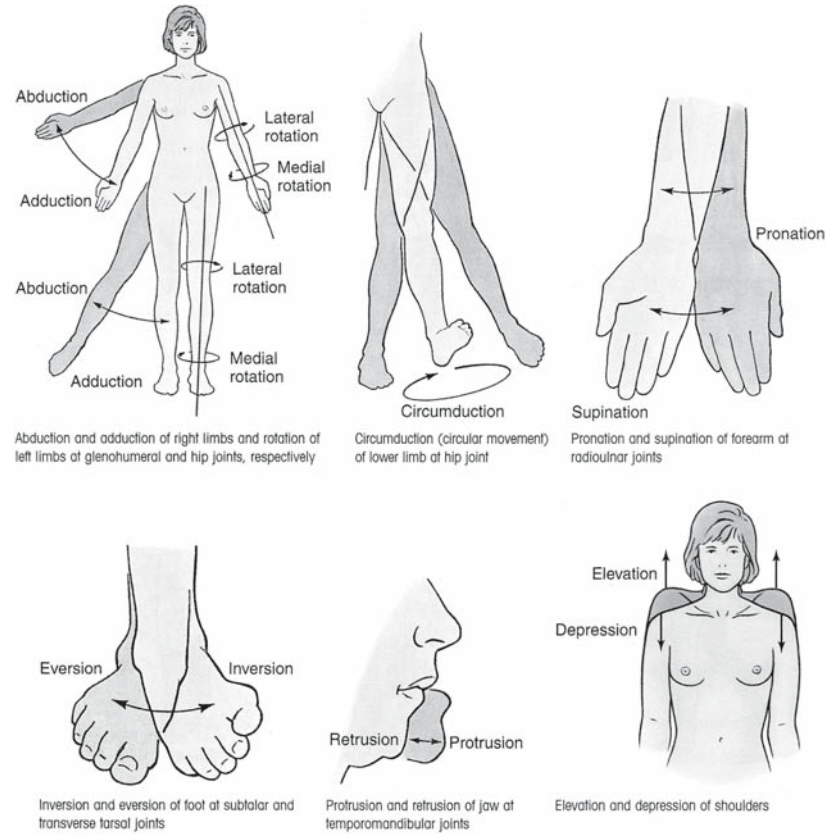 Abduction
Adduction
Lateral
rotation
Medial
rotation
Abduction
Adduction
Lateral
rotation
Medial
rotation
Abduction and adduction of right limbs and rotation of
left limbs at glenohumeral and hip joints, respectively
Circumduction
Circumduction (circular movement)
of lower limb at hip joint
Pronation
Supination
Pronation and supination of forearm at
radioulnar joints
Eversion
Inversion
Inversion and eversion of foot at subtalar and
transverse tarsal joints
Retrusion
Protrusion
Protrusion and retrusion of jaw at
temporomandibular joints
Elevation
Depression
Elevation and depression of shoulders